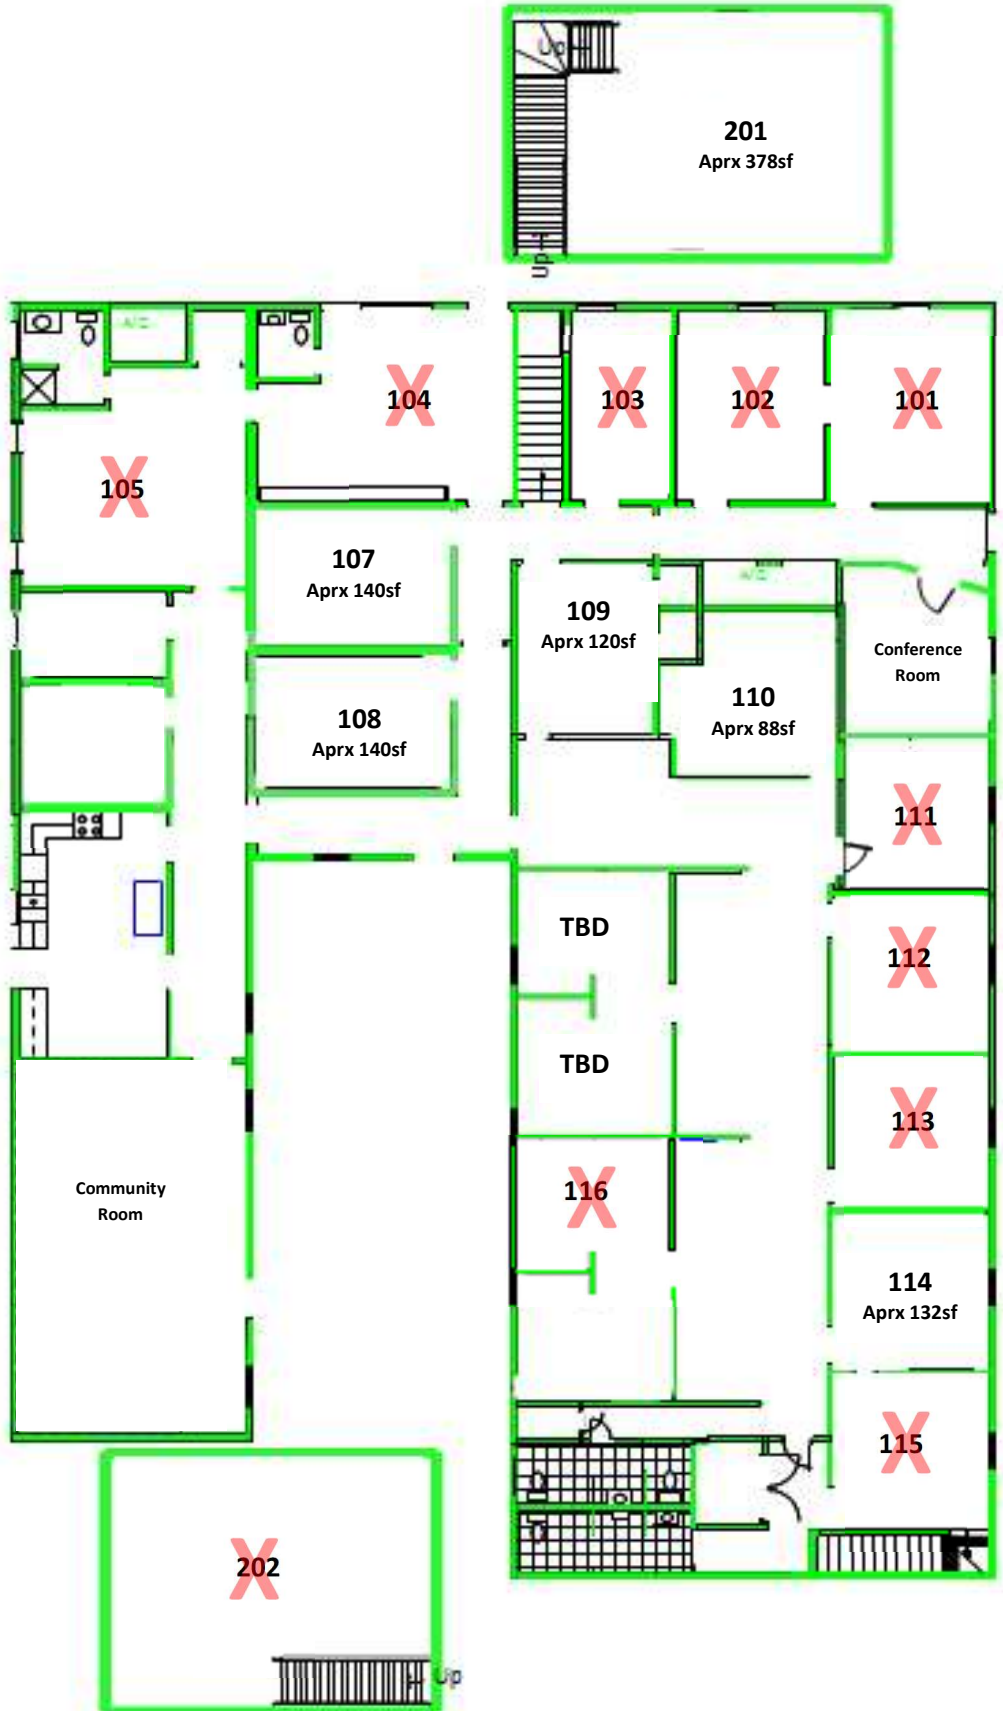 Up
201
Aprx 378sf
Up
A/C
104
103
102
101
105
107
Aprx 140sf
109
Aprx 120sf
A/C
Conference
Room
110
Aprx 88sf
108
Aprx 140sf
111
TBD
112
TBD
113
116
Community
Room
114
Aprx 132sf
115
202
Up